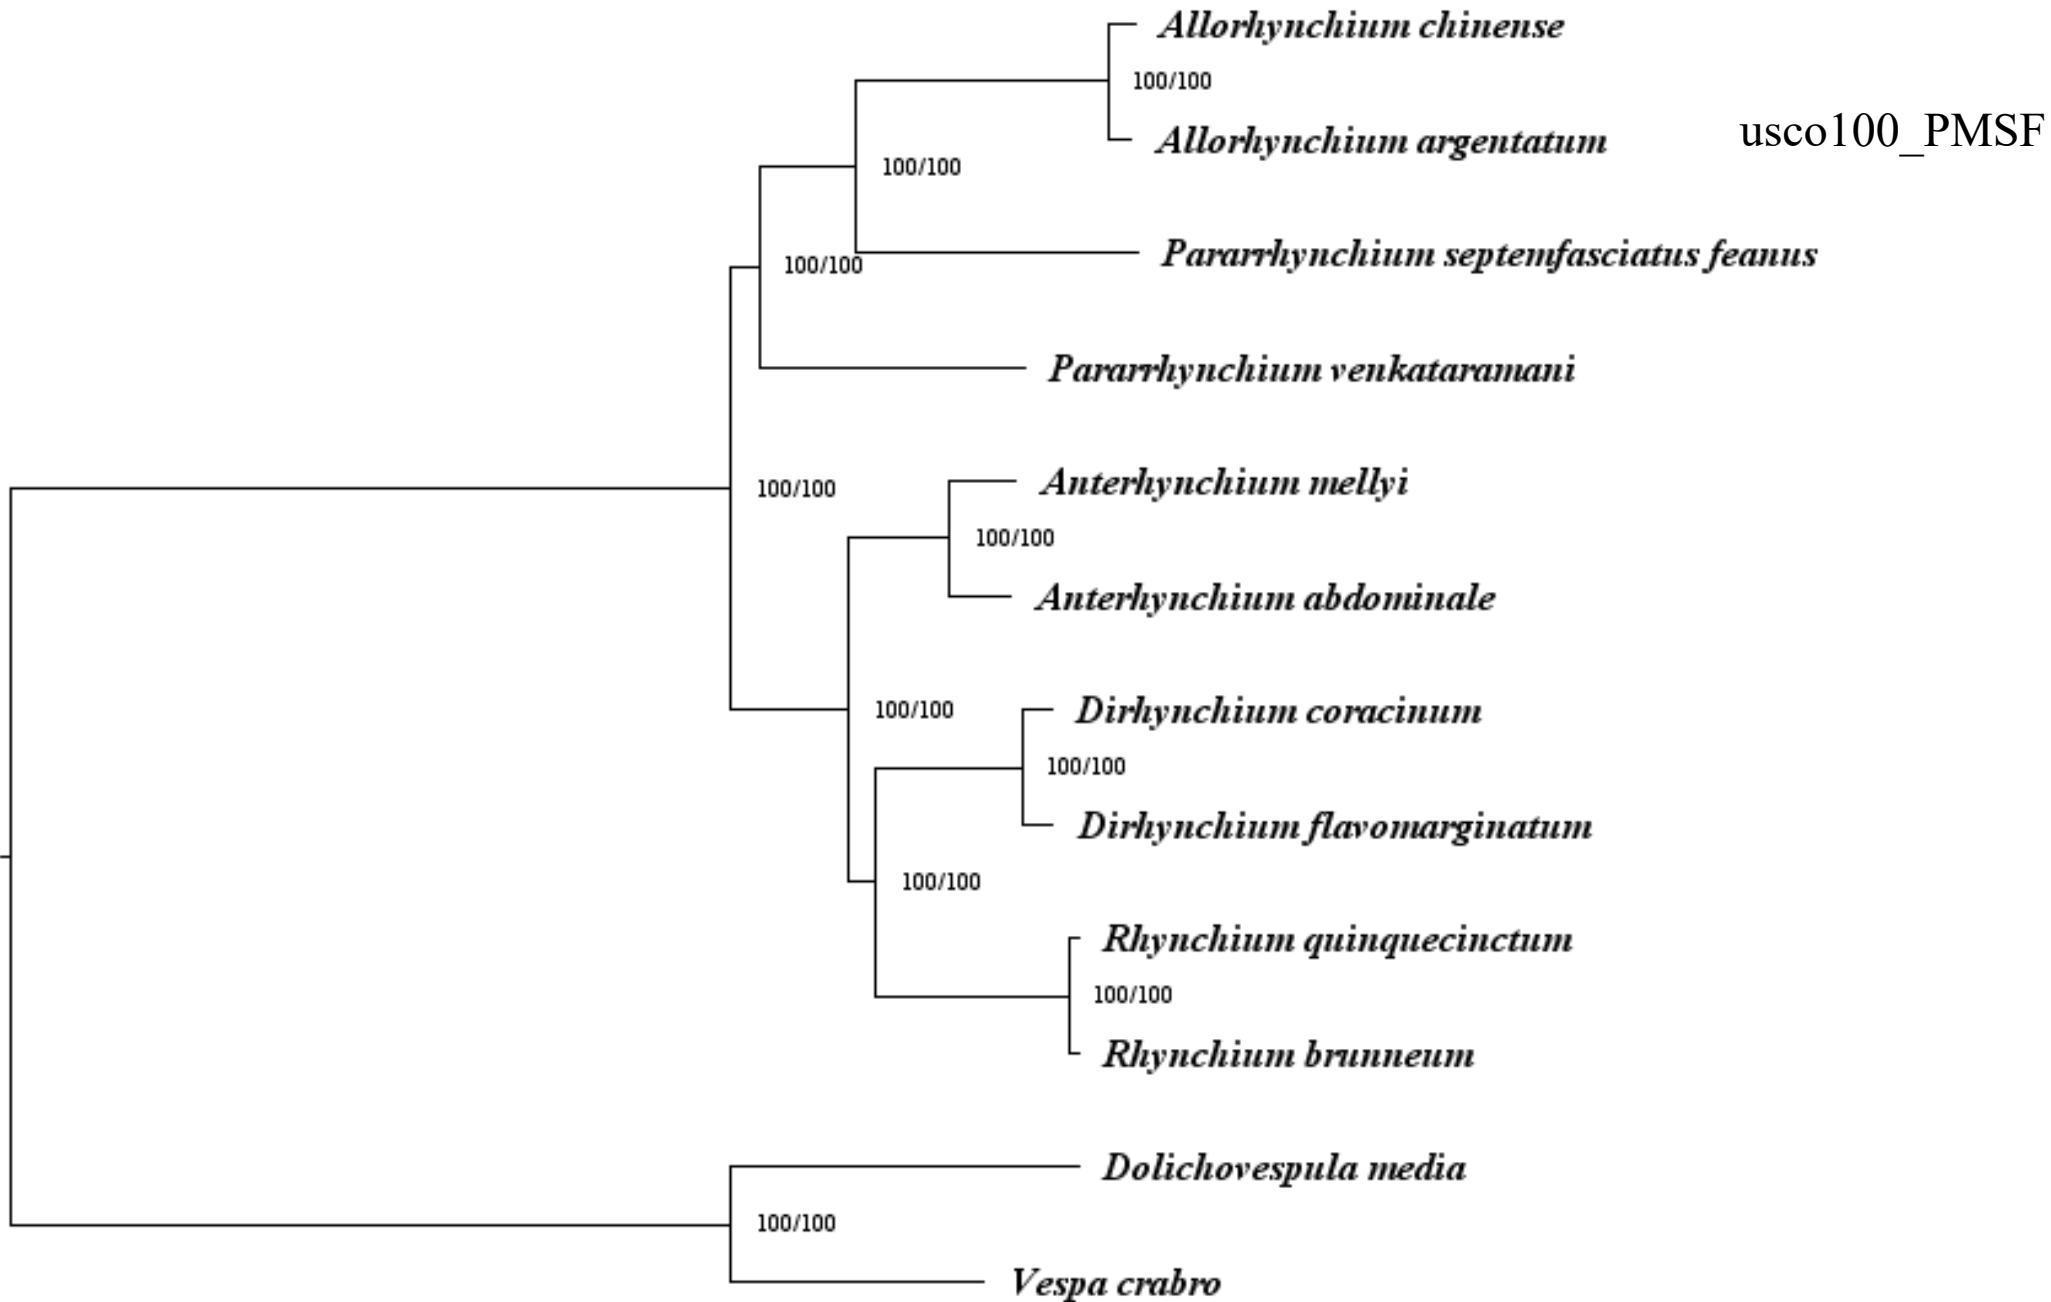 Allorhynchium chinense
100/100
Allorhynchium argentatum
usco100_PMSF
100/100
Pararrhynchium septemfasciatus feanus
100/100
Pararrhynchium venkataramani
Anterhynchium mellyi
100/100
100/100
Anterhynchium abdominale
Dirhynchium coracinum
100/100
100/100
Dirhynchium flavomarginatum
100/100
Rhynchium quinquecinctum
100/100
Rhynchium brunneum
Dolichovespula media
100/100
Vespa crabro